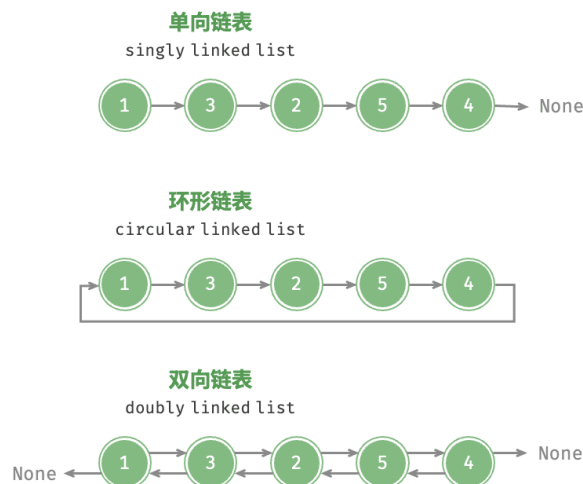 单向链表
singly linked list
1 3 2 5 4 None
环形链表
circular linked list
1 3 2 5 4
双向链表
doubly linked list
None 1 3 2 5 4 None